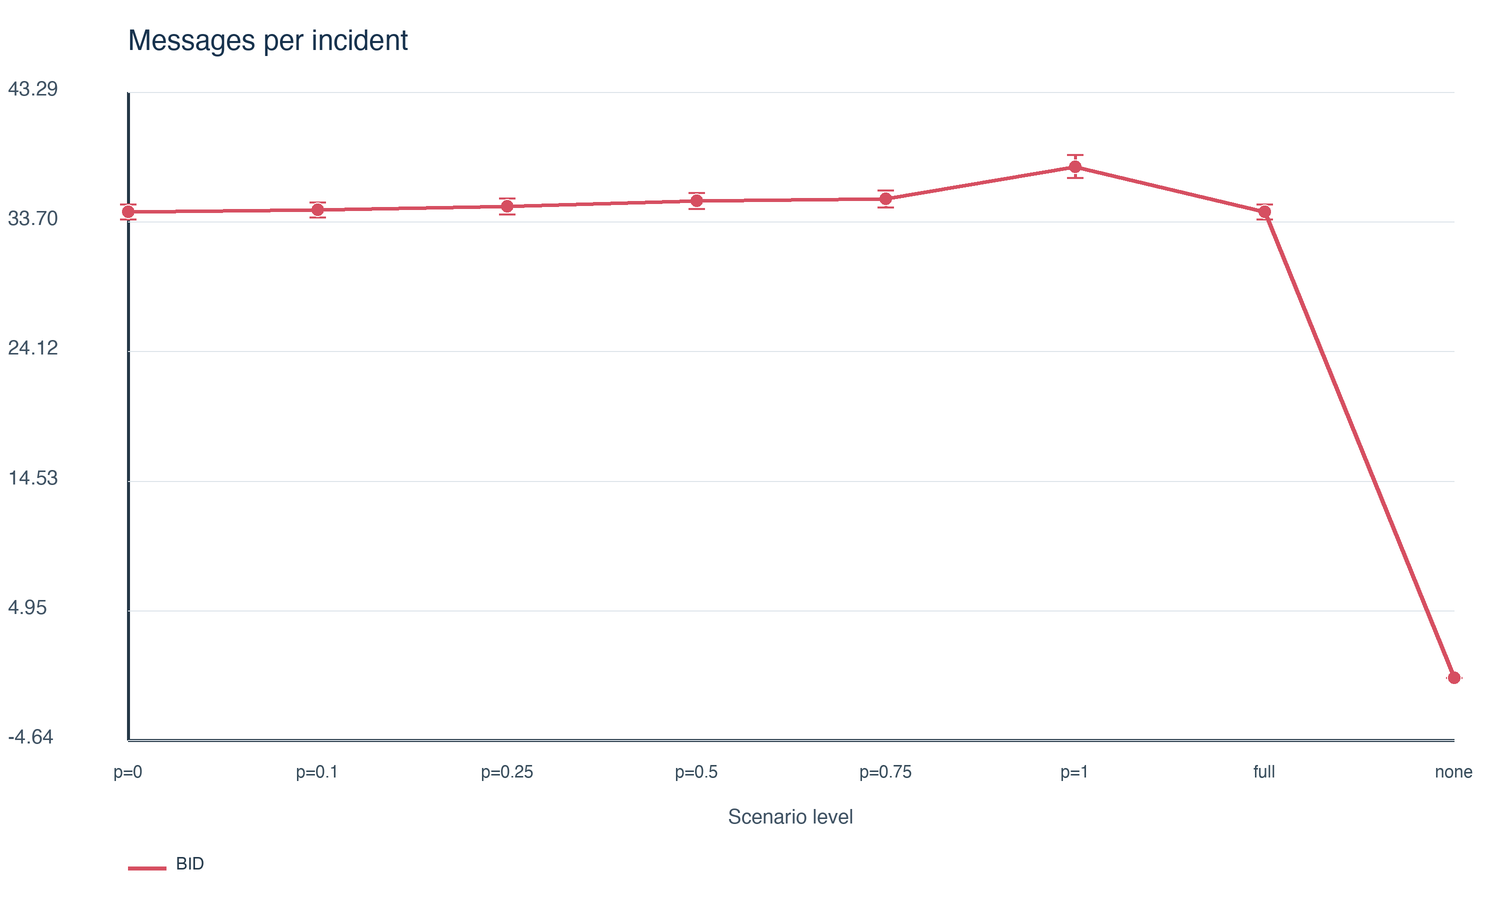 Messages per incident
43.29
33.70
24.12
14.53
4.95
-4.64
p=0 p=0.1 p=0.25 p=0.5 p=0.75 p=1 full none
Scenario level
BID